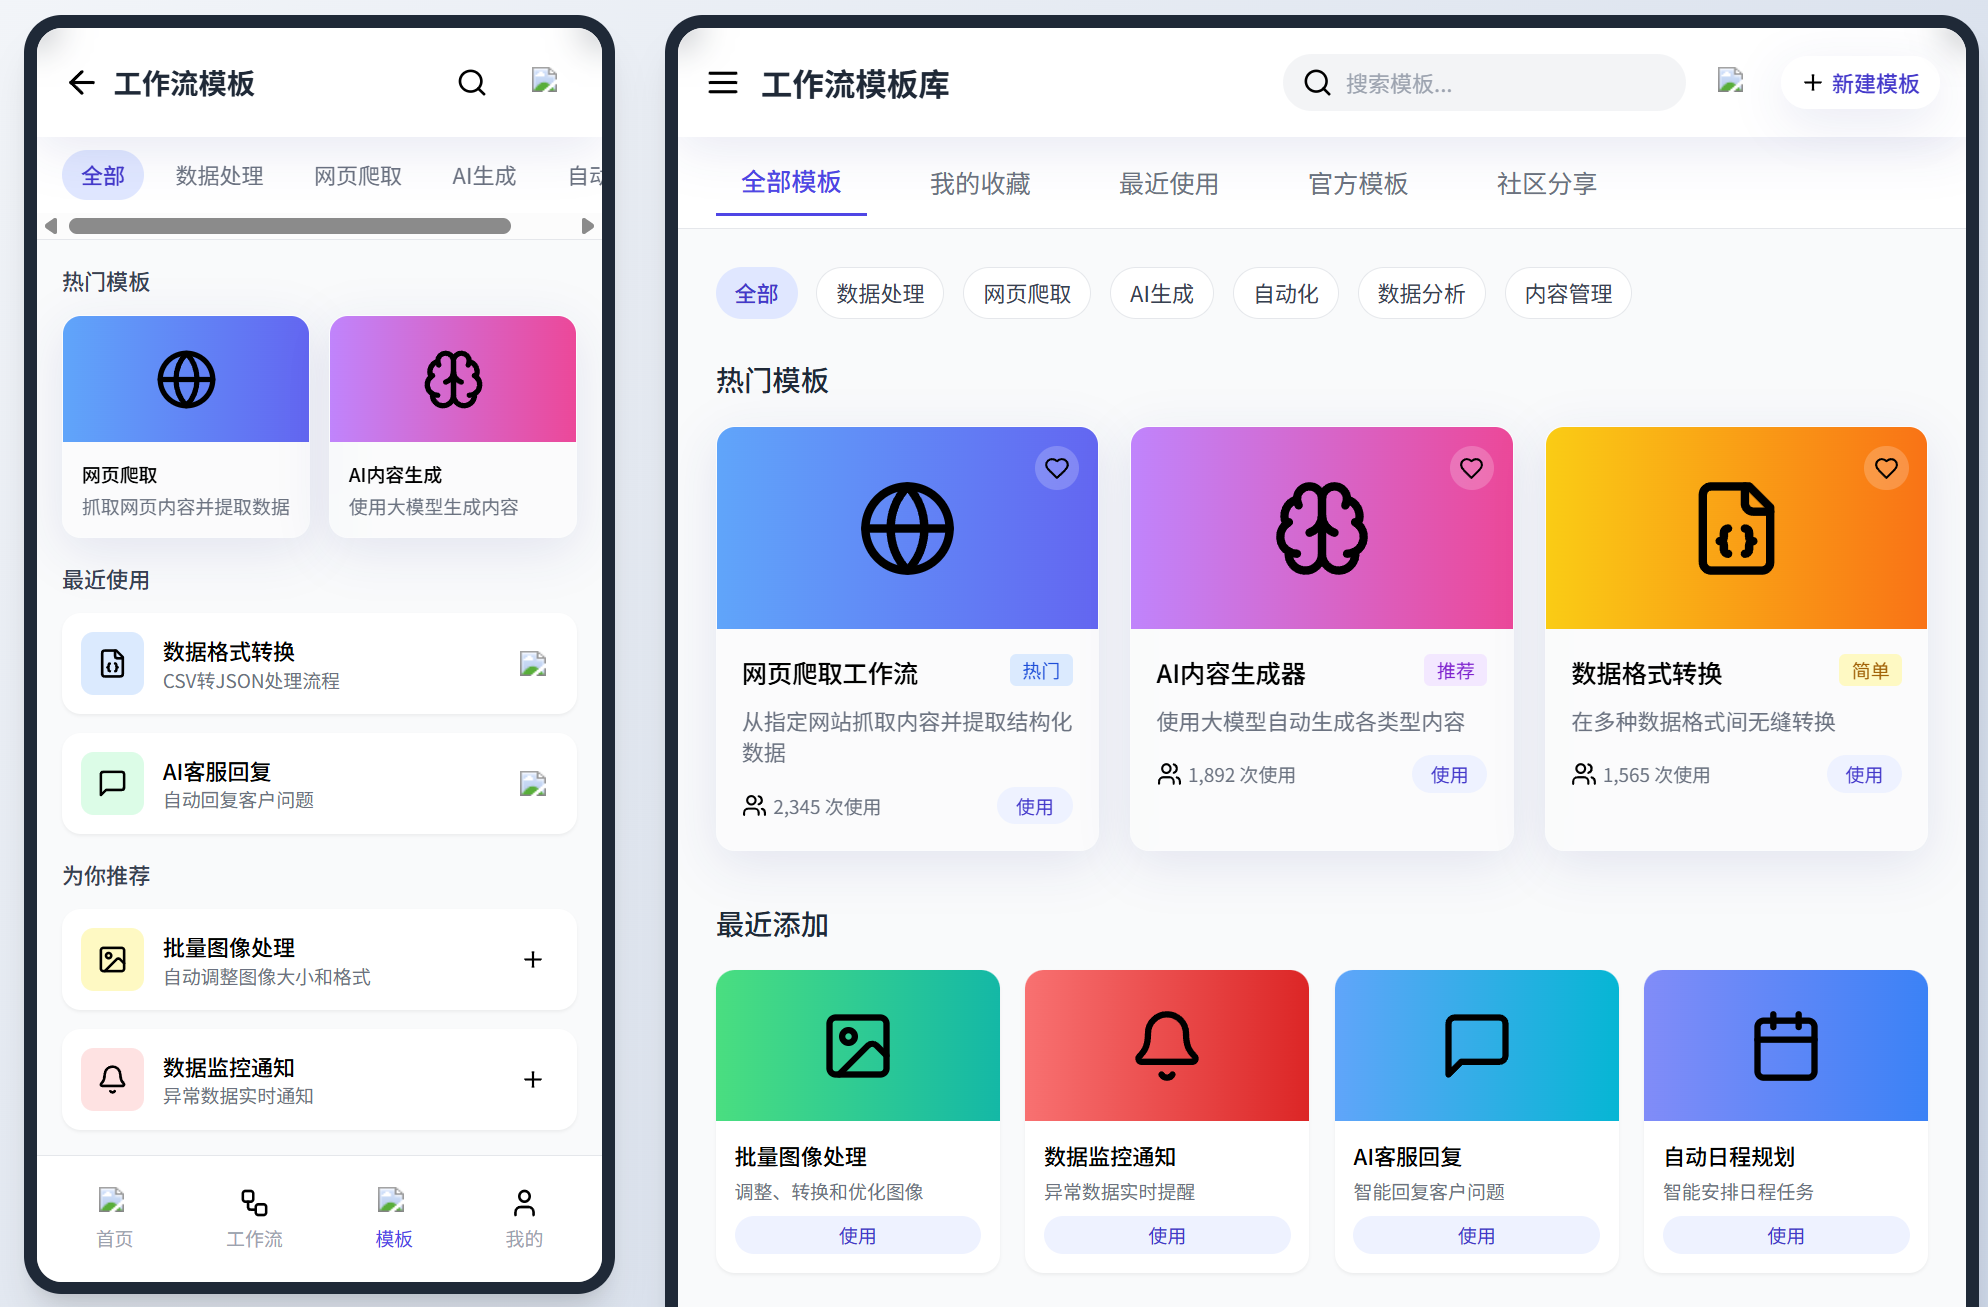 工作流模板
全部 数据处理 网页爬取 AI生成 自动
热门模板
网页爬取
抓取网页内容并提取数据
AI内容生成
使用大模型生成内容
最近使用
数据格式转换
CSV转JSON处理流程
AI客服回复
自动回复客户问题
为你推荐
批量图像处理
自动调整图像大小和格式
数据监控通知
异常数据实时通知
首页 工作流 模板 我的
工作流模板库
搜索模板...
新建模板
全部模板 我的收藏 最近使用 官方模板 社区分享
全部 数据处理 网页爬取 AI生成 自动化 数据分析 内容管理
热门模板
网页爬取工作流 热门
从指定网站抓取内容并提取结构化
数据
2,345 次使用 使用
AI内容生成器 推荐
使用大模型自动生成各类型内容
1,892 次使用 使用
数据格式转换 简单
在多种数据格式间无缝转换
1,565 次使用 使用
最近添加
批量图像处理
调整、转换和优化图像
使用
数据监控通知
异常数据实时提醒
使用
AI客服回复
智能回复客户问题
使用
自动日程规划
智能安排日程任务
使用